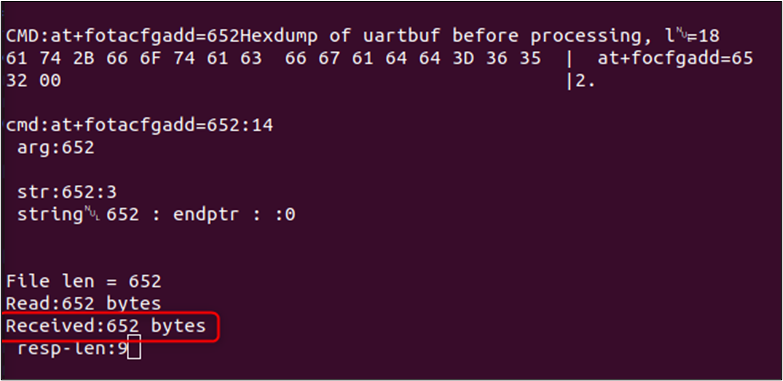 CMD:at+fotacfgadd=652Hexdump of uartbuf before processing, l␀=18
61 74 2B 66 6F 74 61 63  66 67 61 64 64 3D 36 35  |  at+focfgadd=65
32 00                                             |2.
cmd:at+fotacfgadd=652:14
arg:652
str:652:3
string␀ 652 : endptr : :0
File len = 652
Read:652 bytes
Received:652 bytes
resp-len:9